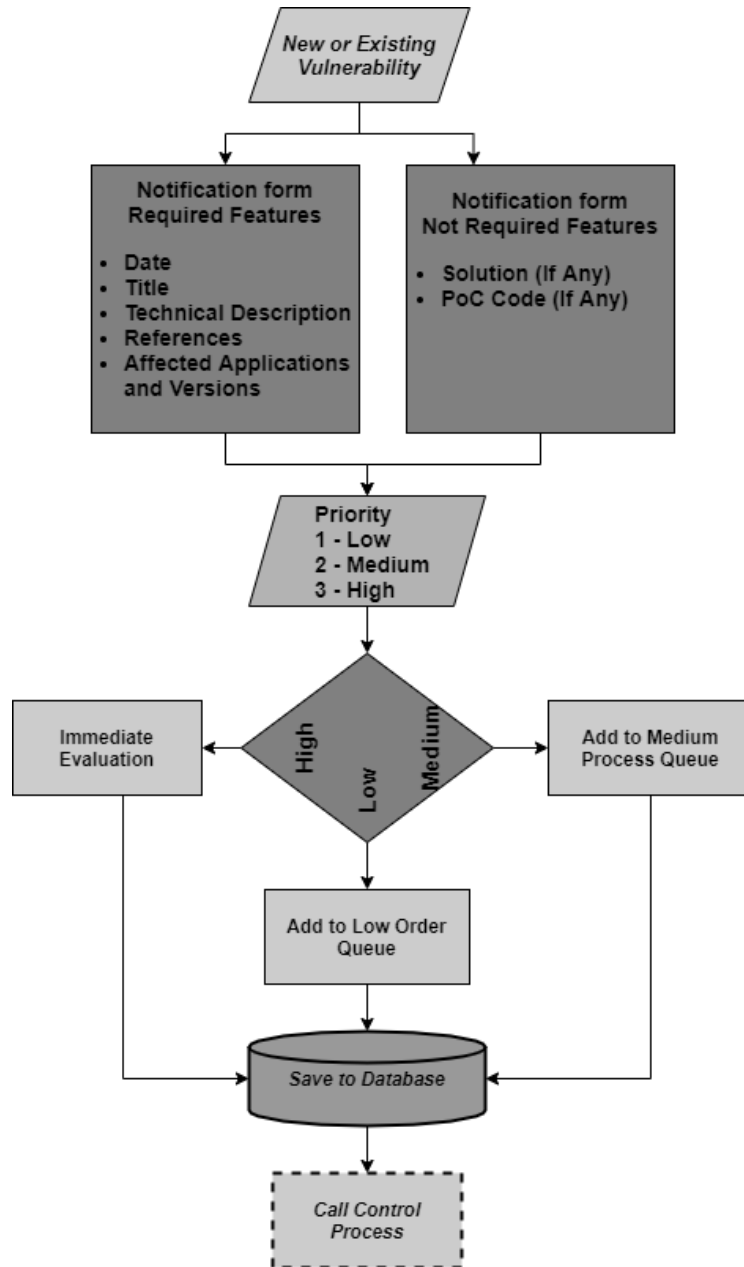 New or Existing
Vulnerability
Notification form
Required Features
• Date
• Title
• Technical Description
• References
• Affected Applications
and Versions
Notification form
Not Required Features
• Solution (If Any)
• PoC Code (If Any)
Priority
1 - Low
2 - Medium
3 - High
High
Low
Medium
Immediate
Evaluation
Add to Medium
Process Queue
Add to Low Order
Queue
Save to Database
Call Control
Process